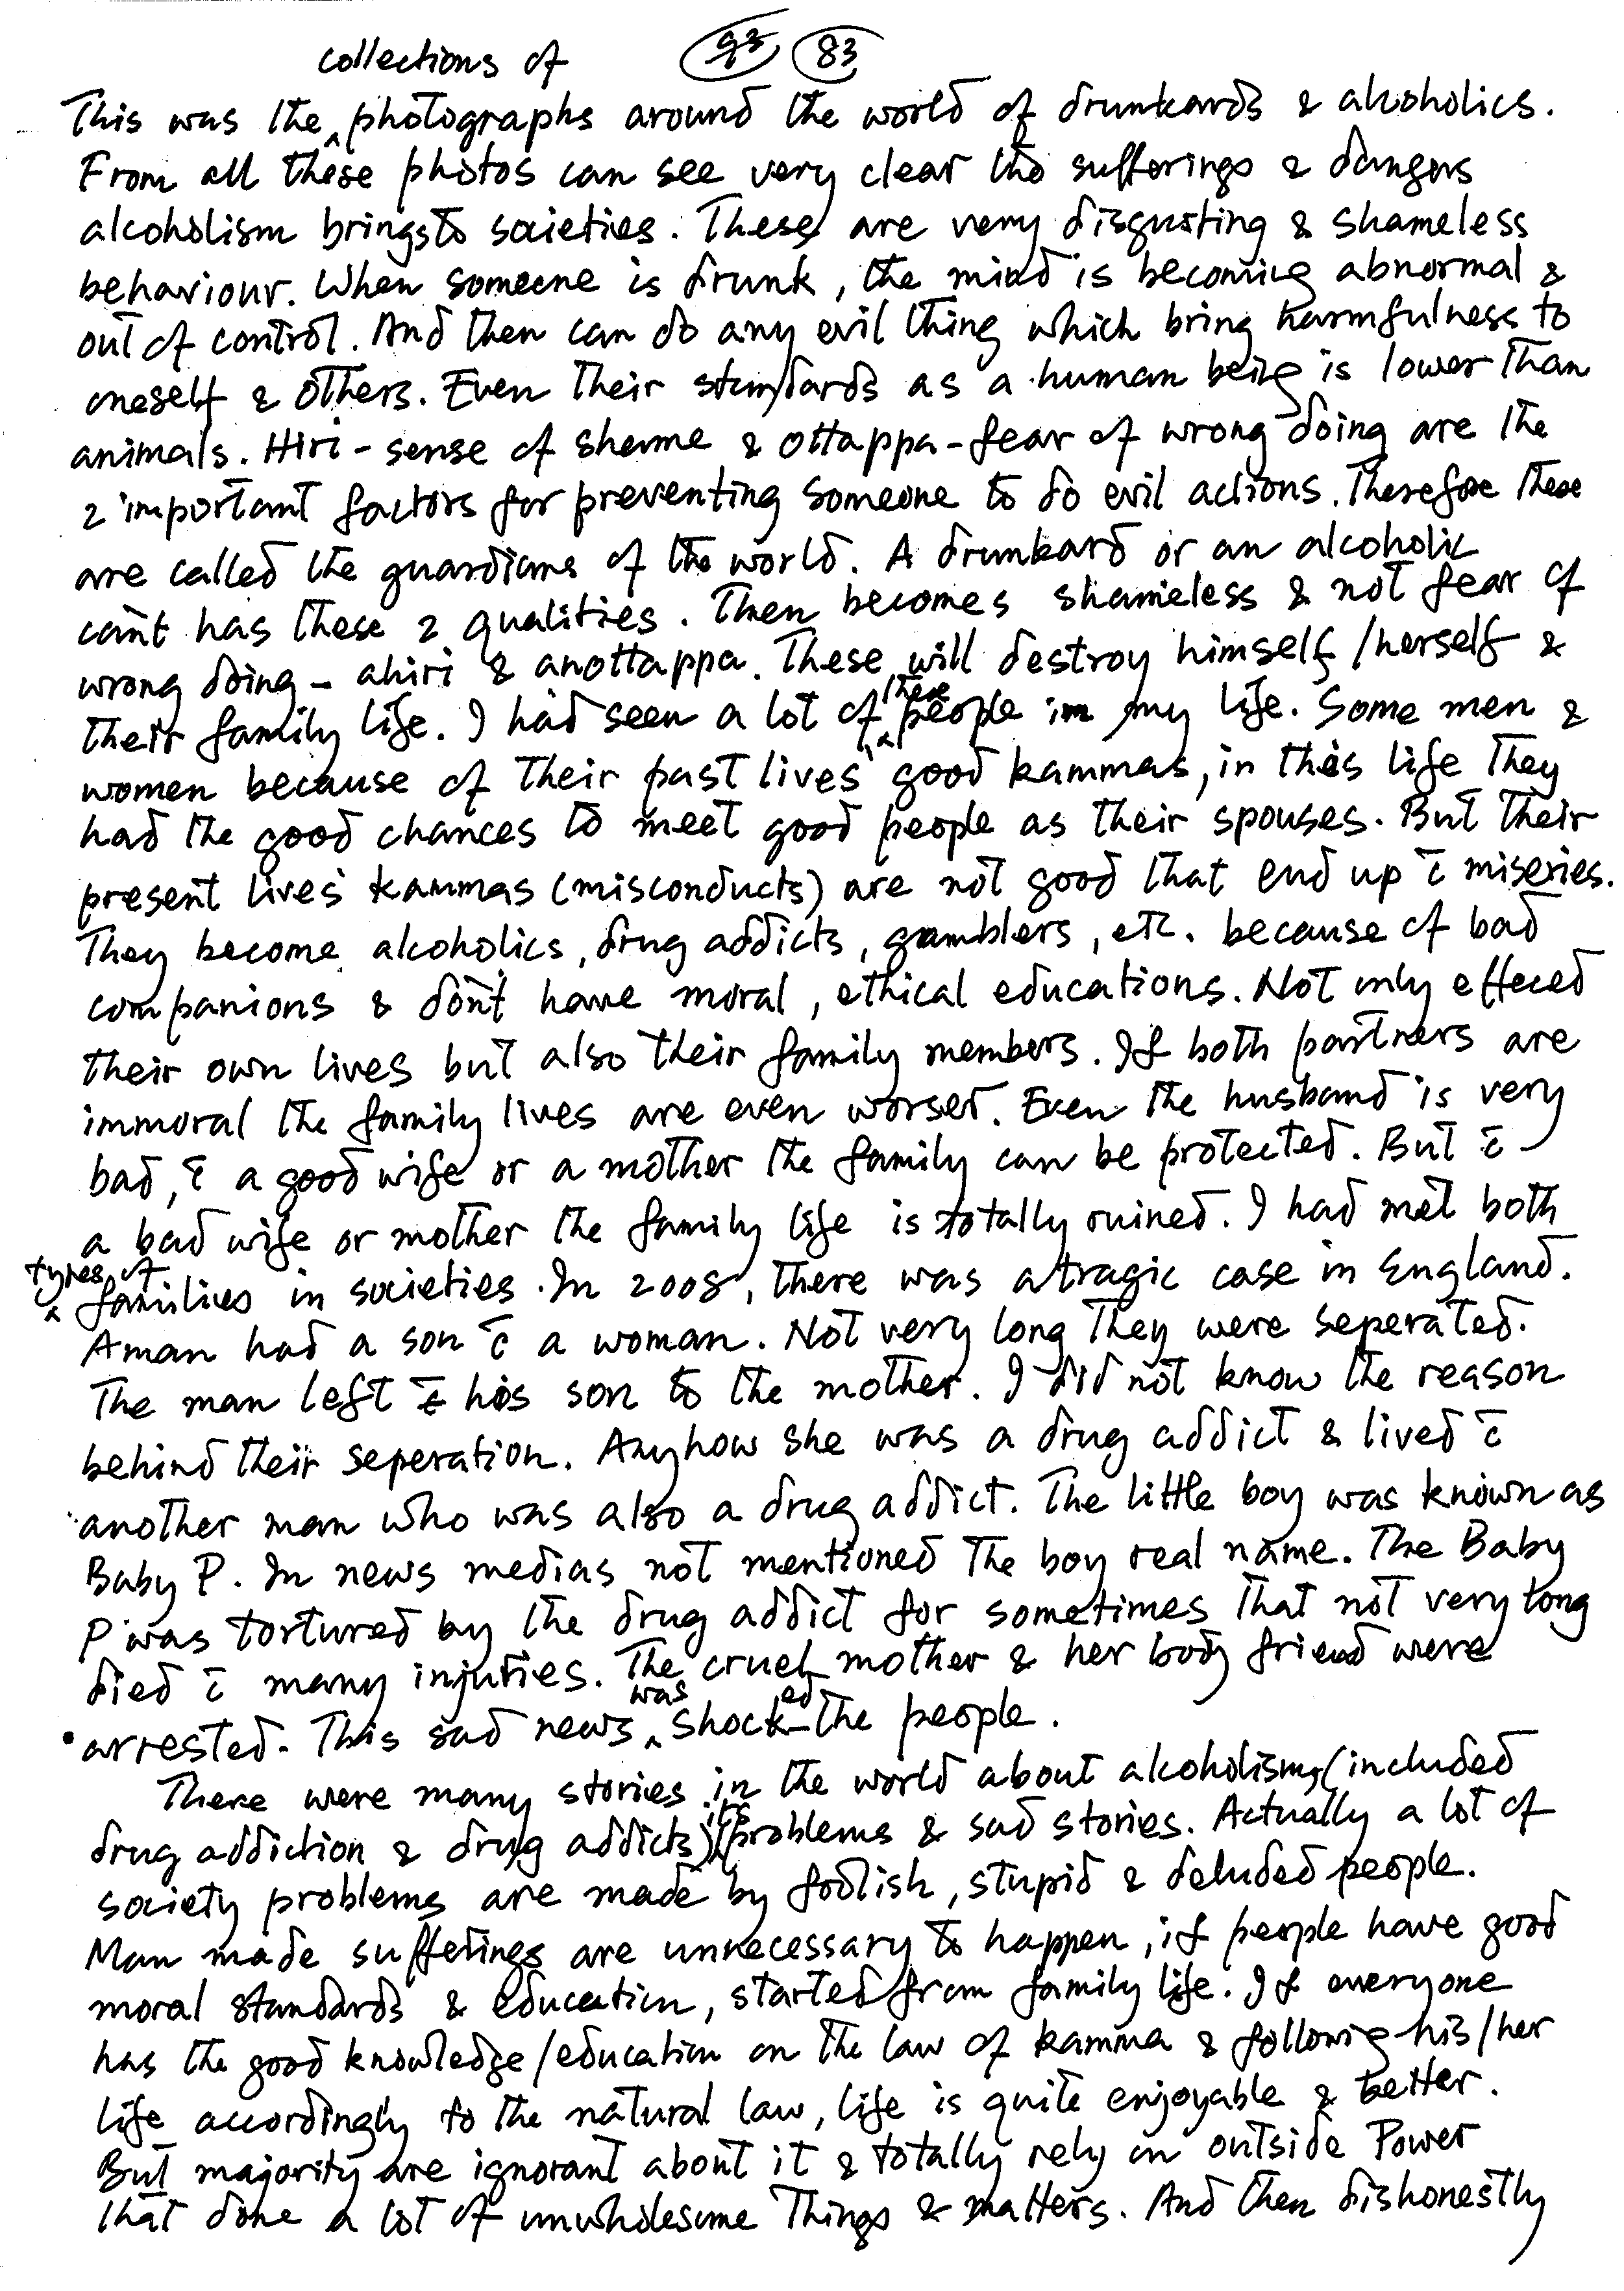 93 83
collections of
This was the ^ photographs around the world of drunkards & alcoholics.
From all these photos can see very clear the sufferings & dangers
alcoholism brings to societies. These are very disgusting & shameless
behaviour. When someone is drunk, the mind is becoming abnormal &
out of control. And then can do any evil thing which bring harmfulness to
oneself & others. Even their standards as a human being is lower than
animals. Hiri - sense of shame & ottappa - fear of wrong doing are the
2 important factors for preventing someone to do evil actions. Therefore these
are called the guardians of the world. A drunkard or an alcoholic
can't has these 2 qualities. Then becomes shameless & not fear of
wrong doing - ahiri & anottappa. These will destroy himself/herself &
their family life. I had seen a lot of ^these people in my life. Some men &
women because of their past lives' good kammas, in this life they
had the good chances to meet good people as their spouses. But their
present lives' kammas (misconducts) are not good that end up c̄ miseries.
They become alcoholics, drug addicts, gamblers, etc. because of bad
companions & don't have moral, ethical educations. Not only effeced
their own lives but also their family members. If both partners are
immoral the family lives are even worset. Even the husband is very
bad, c̄ a good wife or a mother the family can be protected. But c̄
a bad wife or mother the family life is totally ruined. I had met both
^types of families in societies. In 2008, there was a tragic case in England.
A man had a son c̄ a woman. Not very long they were seperated.
The man left c̄ his son to the mother. I did not know the reason
behind their seperation. Anyhow she was a drug addict & lived c̄
another man who was also a drug addict. The little boy was known as
Baby P. In news medias not mentioned the boy real name. The Baby
P was tortured by the drug addict for sometimes that not very long
died c̄ many injuries. The cruel mother & her boy friend were
arrested. This sad news ^was shocked the people.
There were many stories in the world about alcoholism, (included
drug addiction & drug addicts) ^its problems & sad stories. Actually a lot of
society problems are made by foolish, stupid & deluded people.
Man made sufferings are unnecessary to happen, if people have good
moral standards & education, started from family life. If everyone
has the good knowledge/education on the law of kamma & following his/her
life accordingly to the natural law, life is quite enjoyable & better.
But majority are ignorant about it & totally rely on outside Power
that done a lot of unwholesome things & matters. And then dishonestly